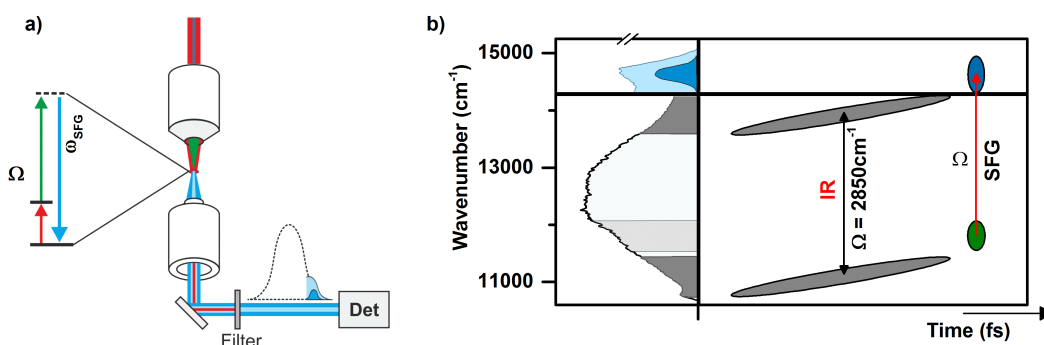 a)
Ω
ωSFG
Det
Filter
b)
Wavenumber (cm-1)
15000
13000
11000
IR
Ω = 2850cm-1
Ω
SFG
Time (fs)